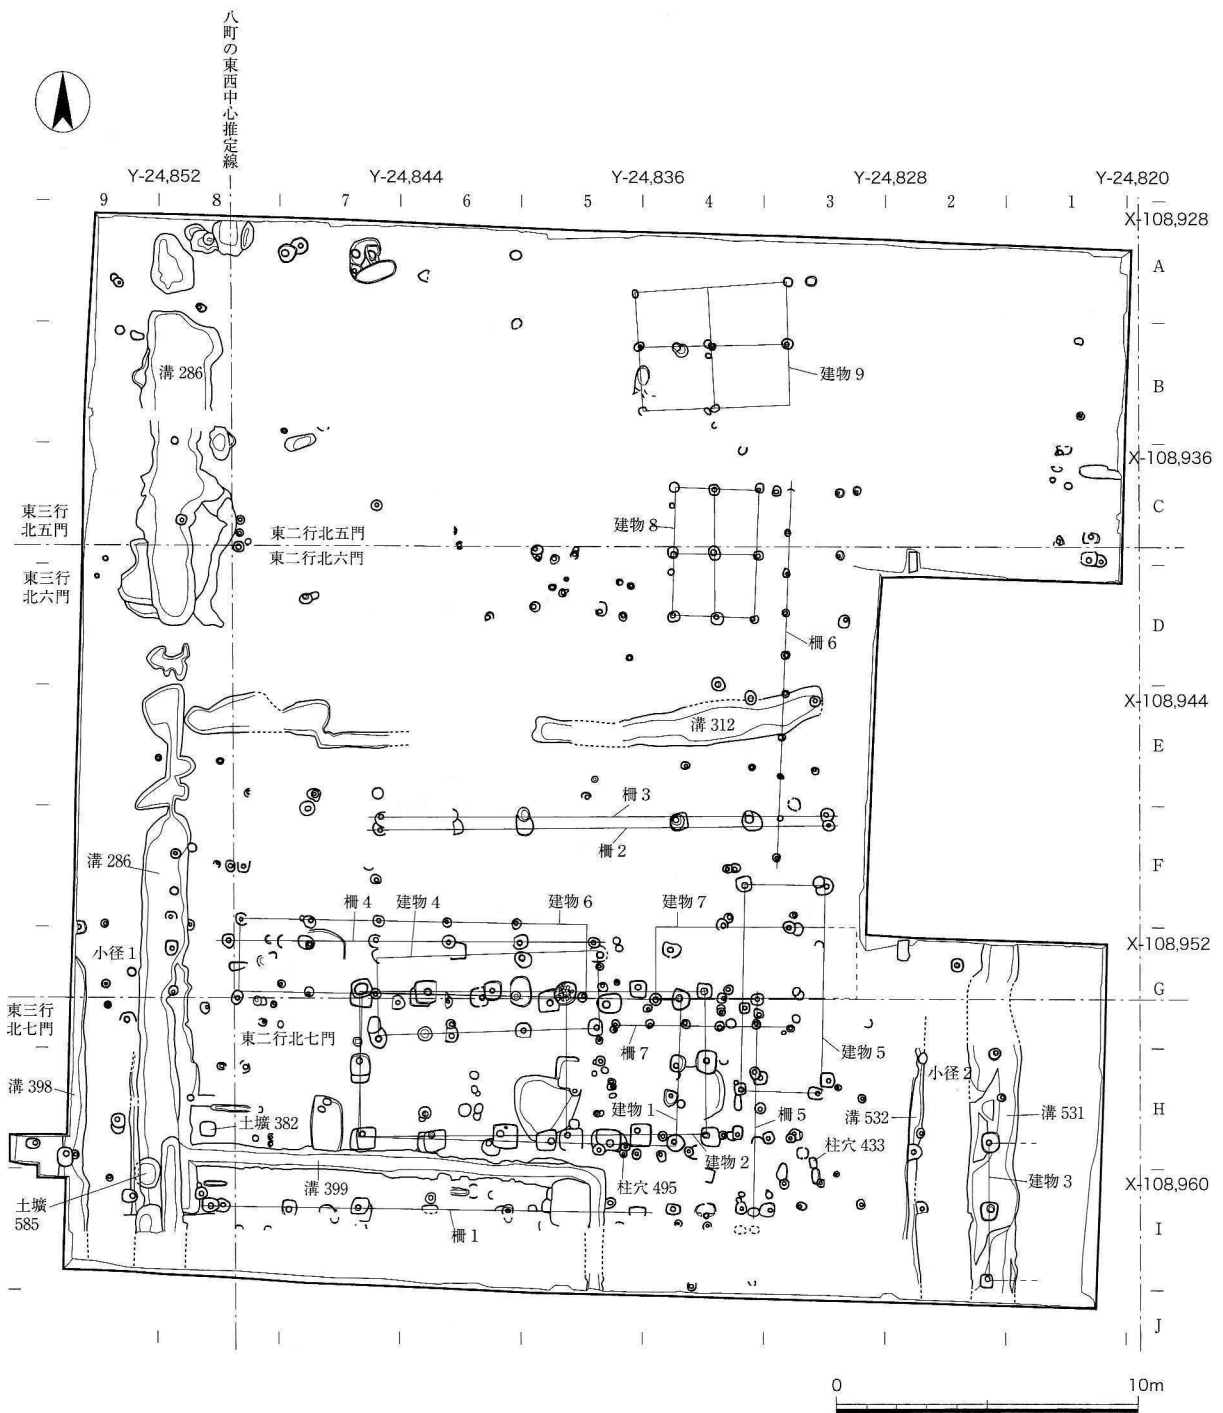 八町の東西中心推定線
Y-24,852
Y-24,844
Y-24,836
Y-24,828
Y-24,820
9
8
7
6
5
4
3
2
1
X-108,928
A
溝 286
建物 9
B
X-108,936
東三行
北五門
C
東二行北五門
建物 8
東二行北六門
東三行
北六門
D
柵 6
X-108,944
溝 312
E
柵 3
柵 2
溝 286
F
柵 4
建物 4
建物 6
建物 7
小径 1
X-108,952
G
東三行
北七門
東二行北七門
柵 7
建物 5
溝 398
小径 2
建物 1
柵 5
溝 532
溝 531
H
土壙 382
柱穴 433
建物 2
建物 3
溝 399
柱穴 495
X-108,960
土壙
585
柵 1
I
J
0
10m